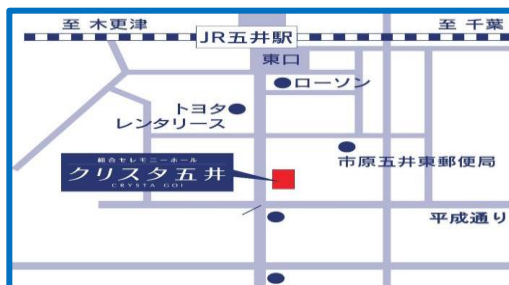 至 木更津
至 千葉
JR五井駅
東口
ローソン
トヨタ
レンタリース
市原五井東郵便局
総合セレモニーホール
クリスタ五井
CRYSTA GOI
平成通り